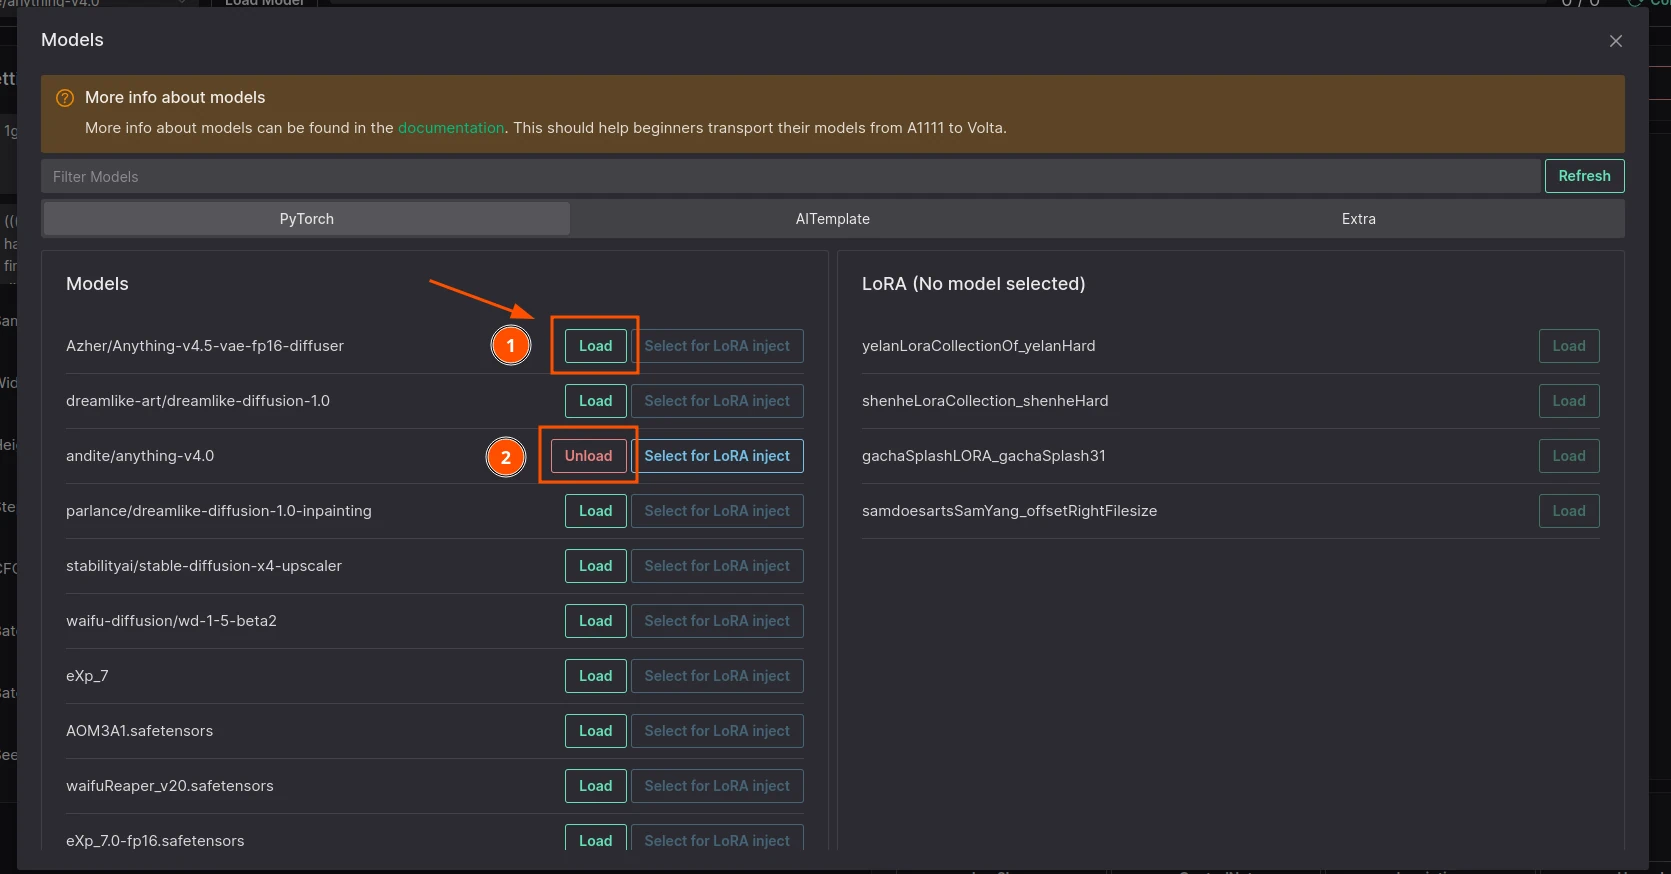 /anything-v4.0
Load Model
0 / 0
Models
More info about models
More info about models can be found in the documentation. This should help beginners transport their models from A1111 to Volta.
Filter Models
Refresh
PyTorch
AITemplate
Extra
Models
1
Azher/Anything-v4.5-vae-fp16-diffuser
Load
Select for LoRA inject
dreamlike-art/dreamlike-diffusion-1.0
Load
Select for LoRA inject
2
andite/anything-v4.0
Unload
Select for LoRA inject
parlance/dreamlike-diffusion-1.0-inpainting
Load
Select for LoRA inject
stabilityai/stable-diffusion-x4-upscaler
Load
Select for LoRA inject
waifu-diffusion/wd-1-5-beta2
Load
Select for LoRA inject
eXp_7
Load
Select for LoRA inject
AOM3A1.safetensors
Load
Select for LoRA inject
waifuReaper_v20.safetensors
Load
Select for LoRA inject
eXp_7.0-fp16.safetensors
Load
Select for LoRA inject
LoRA (No model selected)
yelanLoraCollectionOf_yelanHard
Load
shenheLoraCollection_shenheHard
Load
gachaSplashLORA_gachaSplash31
Load
samdoesartsSamYang_offsetRightFilesize
Load